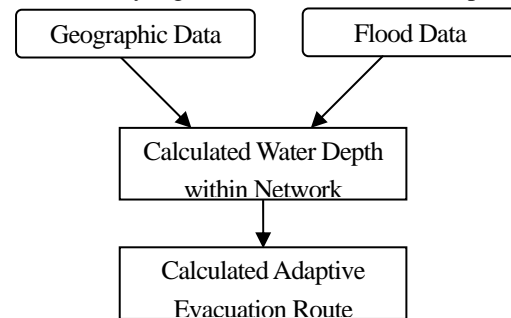 Geographic Data
Flood Data
Calculated Water Depth
within Network
Calculated Adaptive
Evacuation Route